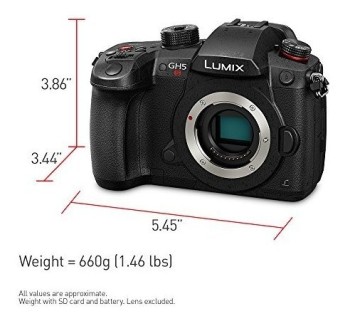 GH5
S
LUMIX
3.86”
3.44”
5.45”
Weight = 660g (1.46 lbs)
All values are approximate.
Weight with SD card and battery. Lens excluded.